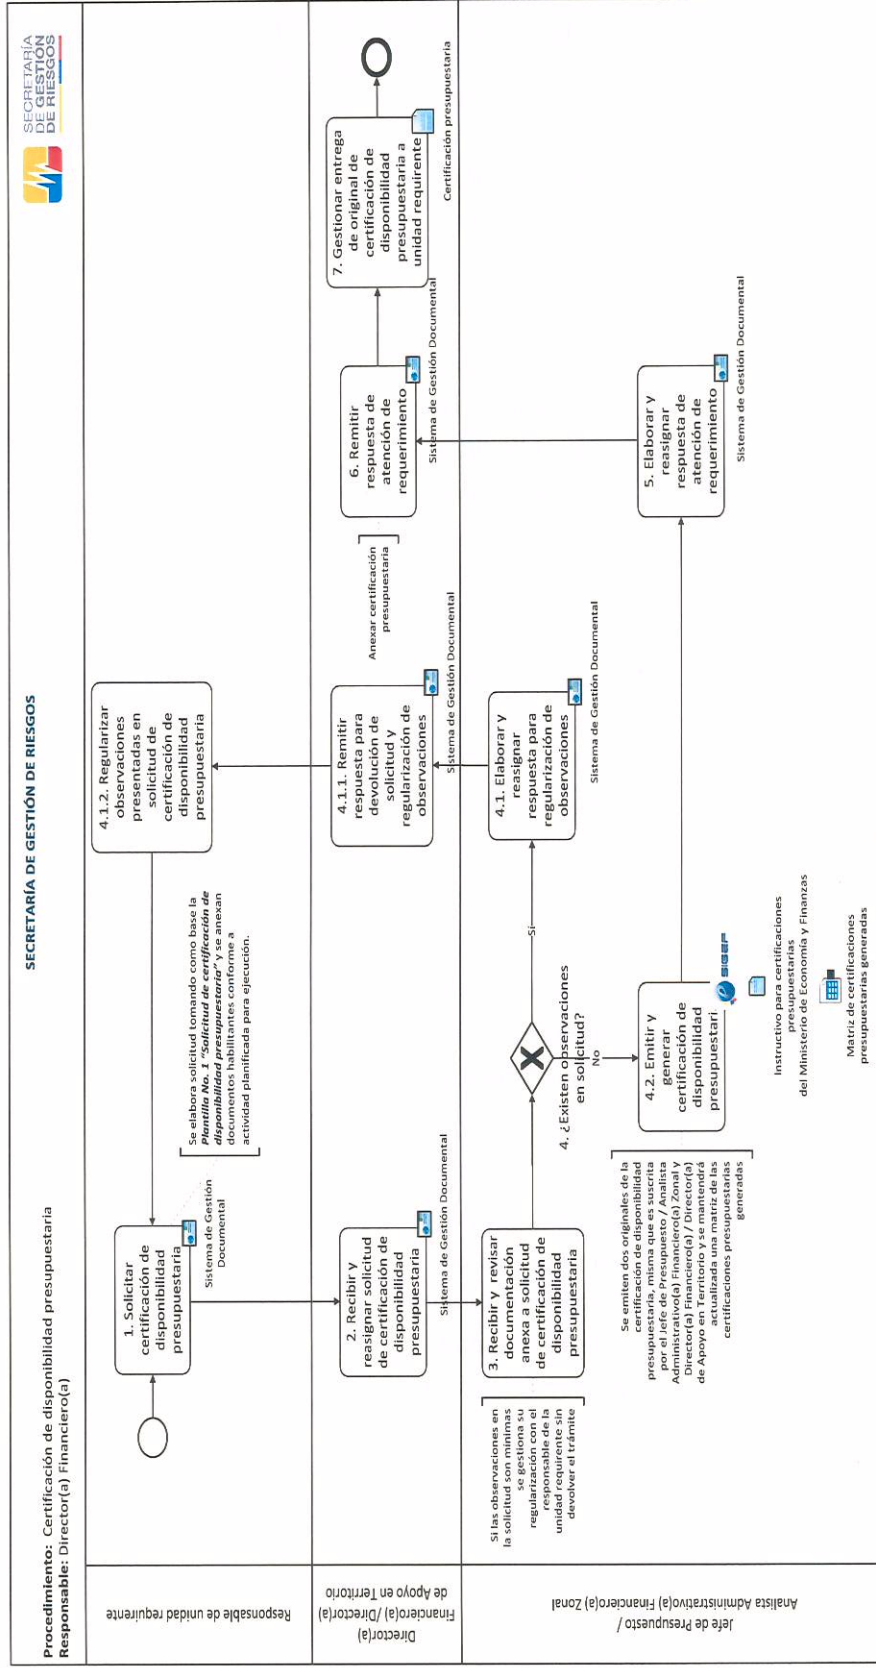 SECRETARÍA DE GESTIÓN DE RIESGOS
SECRETARÍA
DE GESTIÓN
DE RIESGOS
Procedimiento: Certificación de disponibilidad presupuestaria
Responsable: Director(a) Financiero(a)
Responsable de unidad requirente
1. Solicitar
certificación de
disponibilidad
presupuestaria
Sistema de Gestión
Documental
Se elabora solicitud tomando como base la
Plantilla No. 1 "Solicitud de certificación de
disponibilidad presupuestaria" y se anexan
documentos habilitantes conforme a
actividad planificada para ejecución.
4.1.2. Regularizar
observaciones
presentadas en
solicitud de
certificación de
disponibilidad
presupuestaria
Director(a)
Financiero(a) /Director(a)
de Apoyo en Territorio
2. Recibir y
reasignar solicitud
de certificación de
disponibilidad
presupuestaria
Sistema de Gestión Documental
4.1.1. Remitir
respuesta para
devolución de
solicitud y
regularización de
observaciones
Sistema de Gestión Documental
Anexar certificación
presupuestaria
6. Remitir
respuesta de
atención de
requerimiento
Sistema de Gestión Documental
7. Gestionar entrega
de original de
certificación de
disponibilidad
presupuestaria a
unidad requirente
Certificación presupuestaria
Jefe de Presupuesto /
Analista Administrativo(a) Financiero(a) Zonal
Si las observaciones en
la solicitud son mínimas
se gestiona su
regularización con el
responsable de la
unidad requirente sin
devolver el trámite
3. Recibir y revisar
documentación
anexa a solicitud
de certificación de
disponibilidad
presupuestaria
4. ¿Existen observaciones
en solicitud?
Sí
No
4.1. Elaborar y
reasignar
respuesta para
regularización de
observaciones
Sistema de Gestión Documental
Se emiten dos originales de la
certificación de disponibilidad
presupuestaria, misma que es suscrita
por el Jefe de Presupuesto / Analista
Administrativo(a) Financiero(a) Zonal y
Director(a) Financiero(a) / Director(a)
de Apoyo en Territorio y se mantendrá
actualizada una matriz de las
certificaciones presupuestarias
generadas
4.2. Emitir y
generar
certificación de
disponibilidad
presupuestari
eSIGEF
Instructivo para certificaciones
presupuestarias
del Ministerio de Economía y Finanzas
Matriz de certificaciones
presupuestarias generadas
5. Elaborar y
reasignar
respuesta de
atención de
requerimiento
Sistema de Gestión Documental